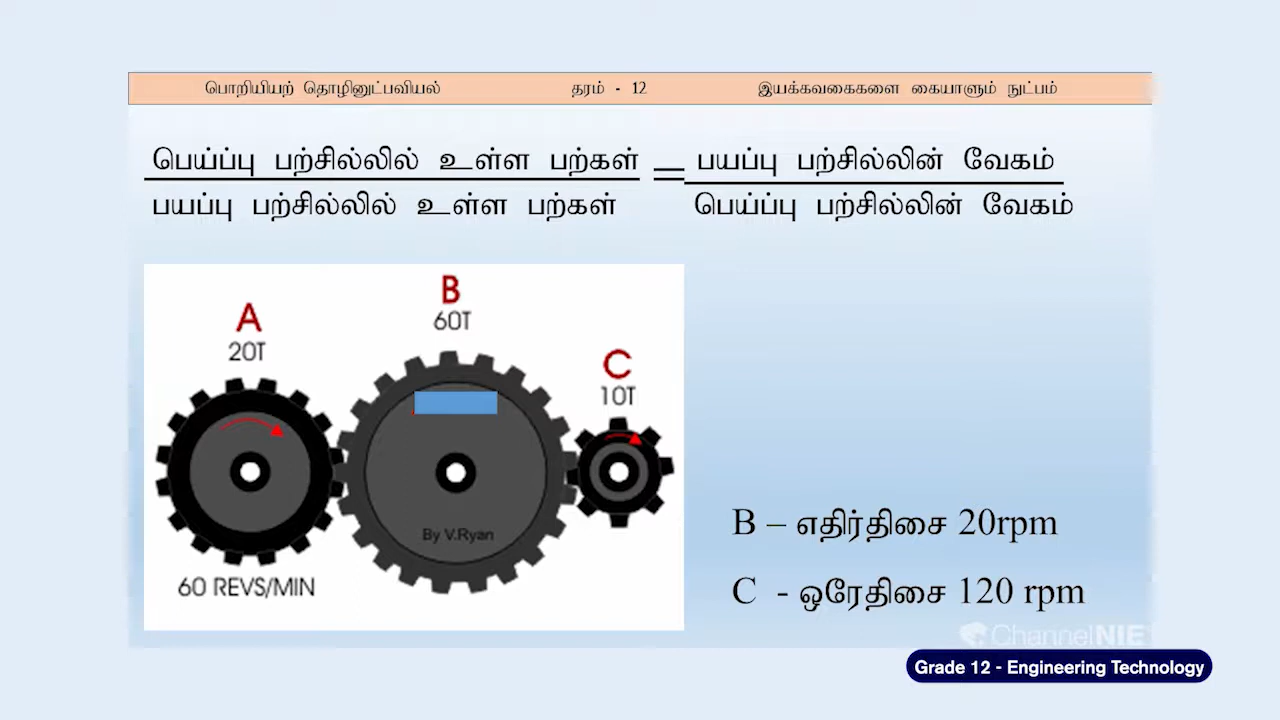 பொறியியற் தொழினுட்பவியல் தரம் - 12 இயக்கவகைகளை கையாளும் நுட்பம்
பெய்ப்பு பற்சில்லில் உள்ள பற்கள் = பயப்பு பற்சில்லின் வேகம்
பயப்பு பற்சில்லில் உள்ள பற்கள் பெய்ப்பு பற்சில்லின் வேகம்
A
20T
B
60T
C
10T
By V.Ryan
60 REVS/MIN
B – எதிர்திசை 20rpm
C - ஒரேதிசை 120 rpm
ChannelNIE
Grade 12 - Engineering Technology